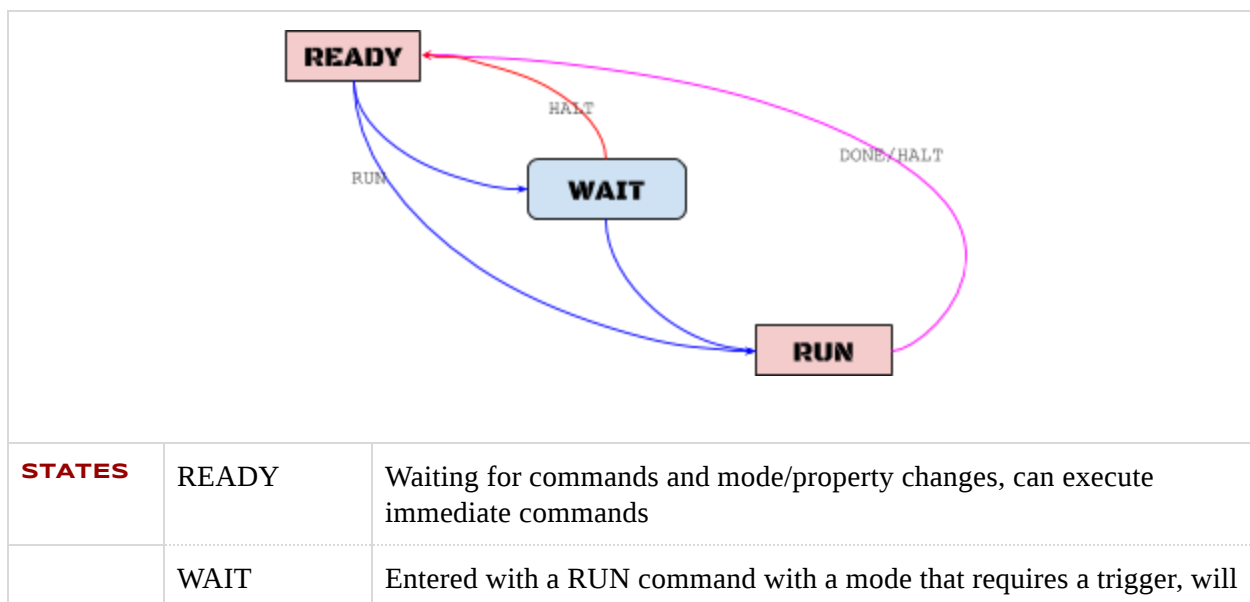 READY
HALT
DONE/HALT
RUN
WAIT
RUN
STATES
READY
Waiting for commands and mode/property changes, can execute
immediate commands
WAIT
Entered with a RUN command with a mode that requires a trigger, will